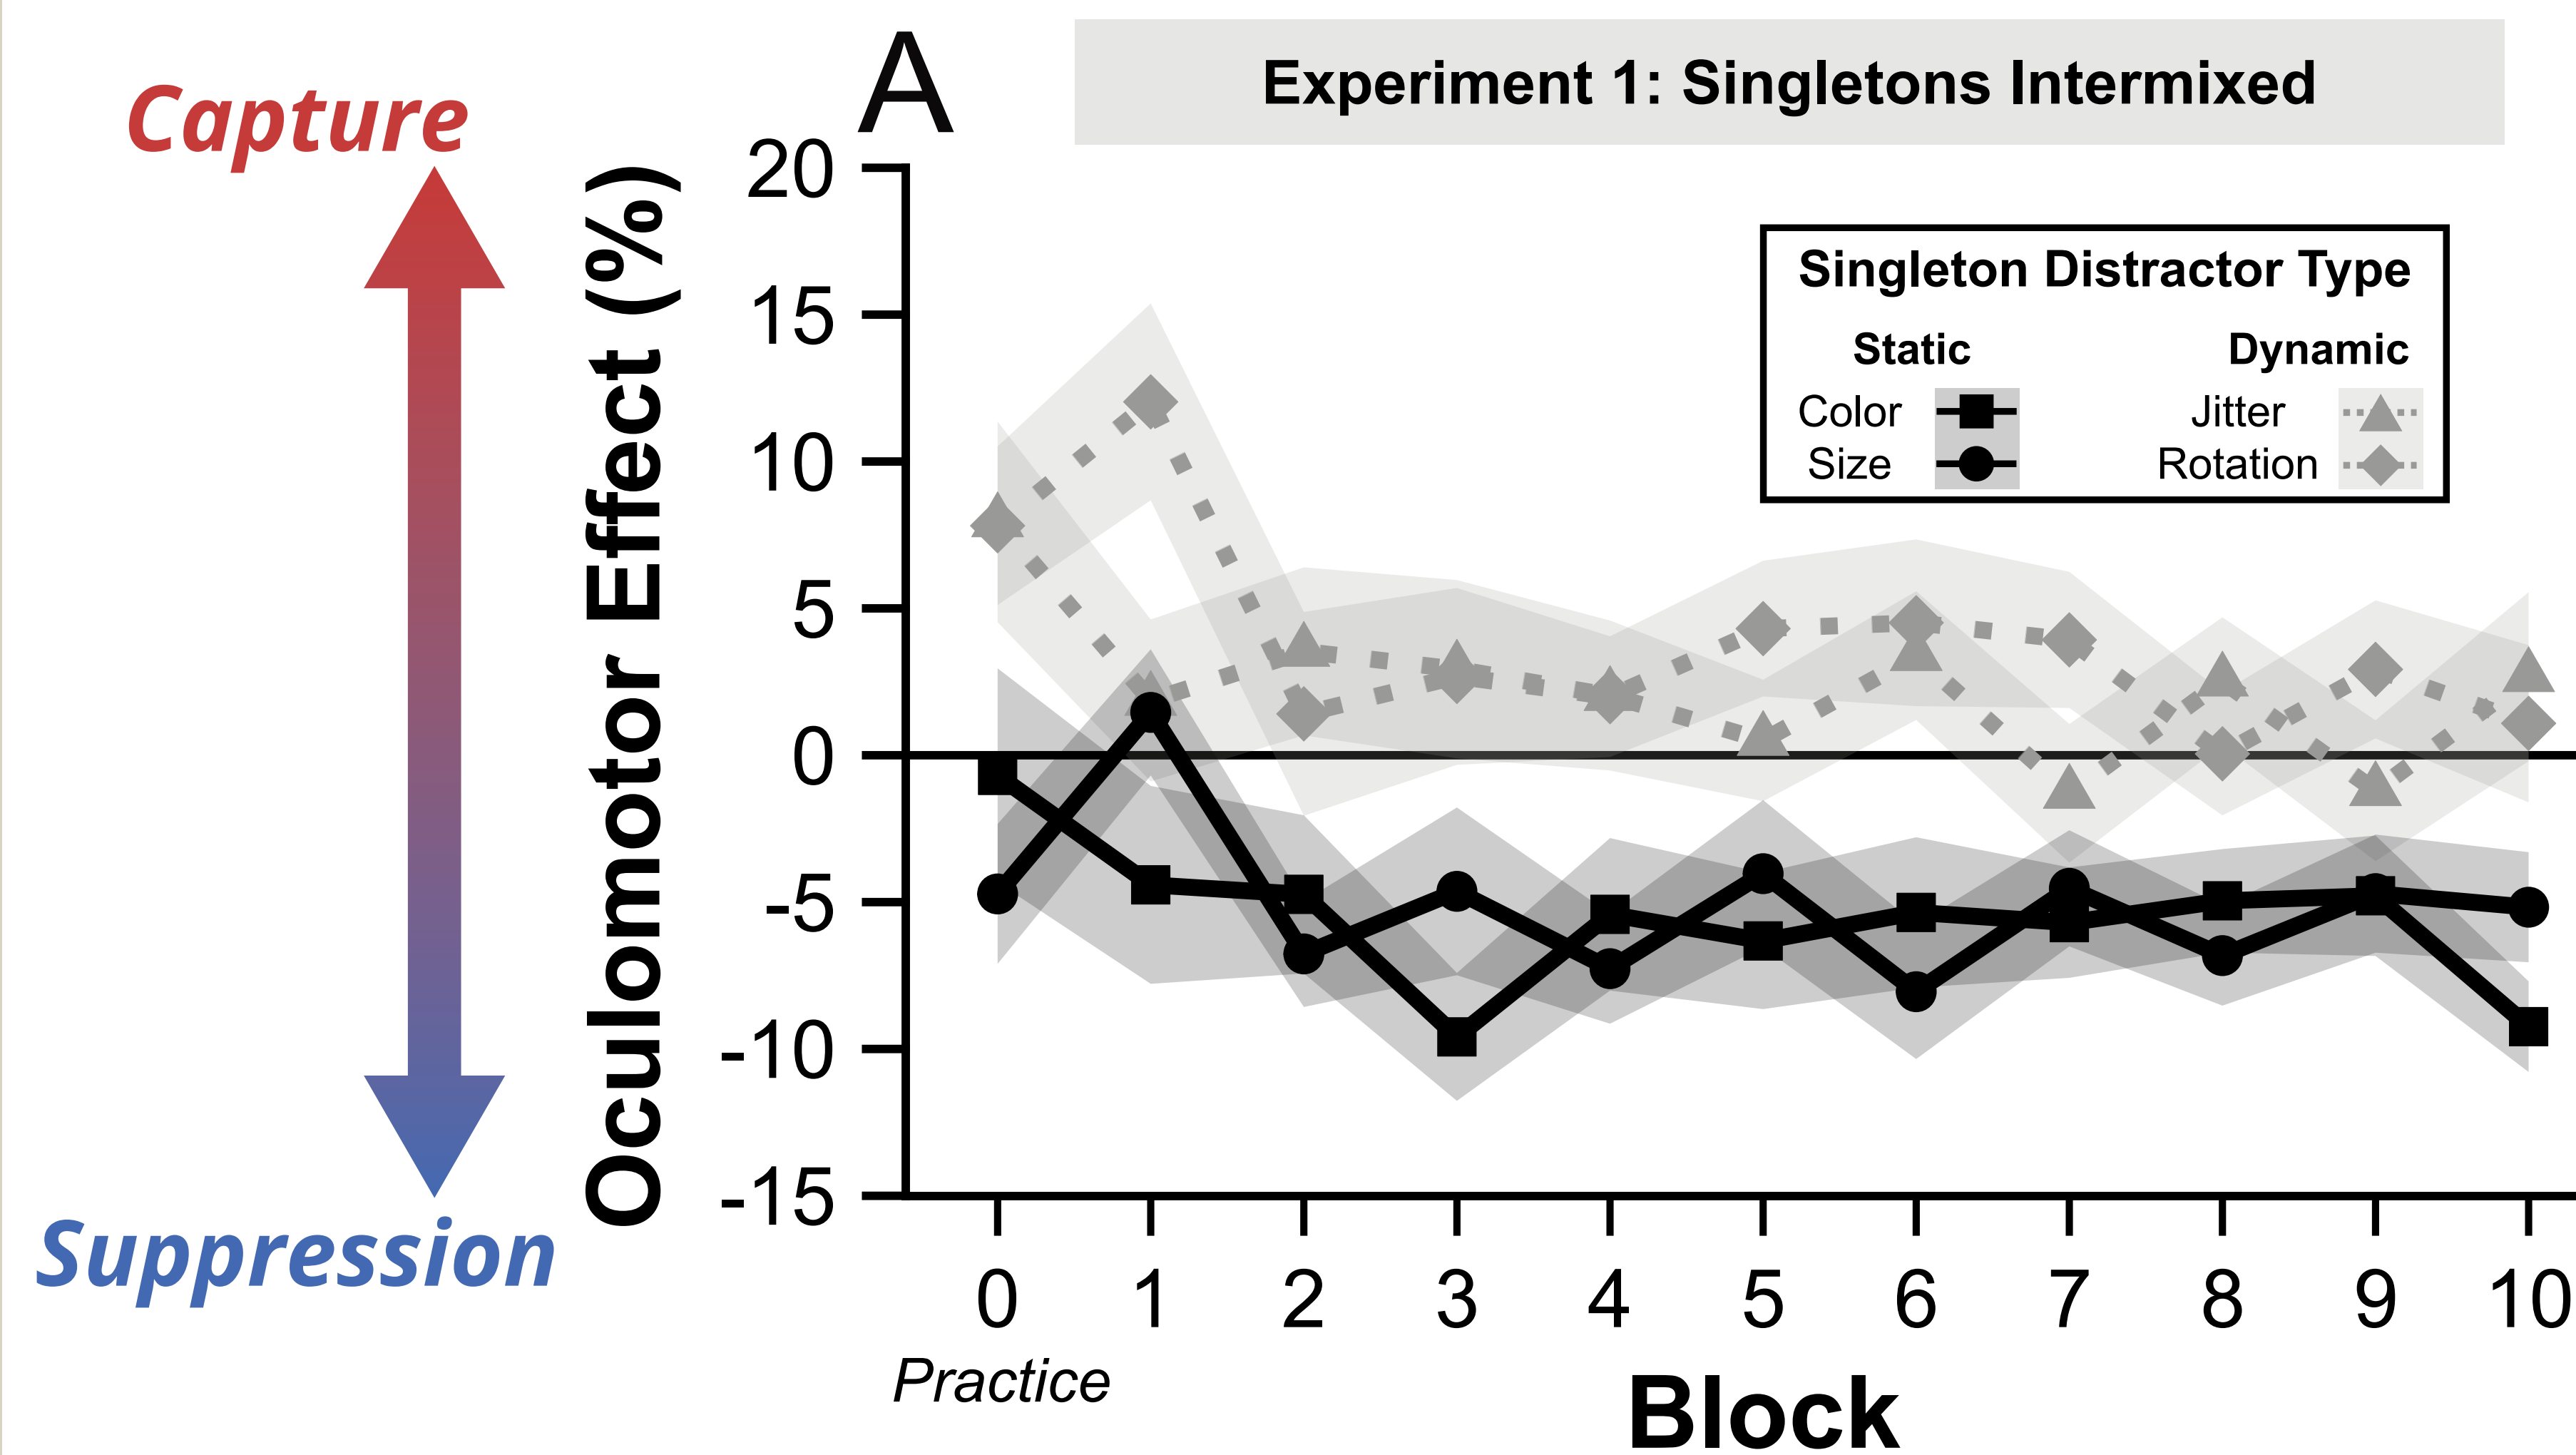 Capture
Suppression
A
Experiment 1: Singletons Intermixed
Oculomotor Effect (%)
20
15
10
5
0
-5
-10
-15
Singleton Distractor Type
Static Dynamic
Color Jitter
Size Rotation
0 1 2 3 4 5 6 7 8 9 10
Practice
Block